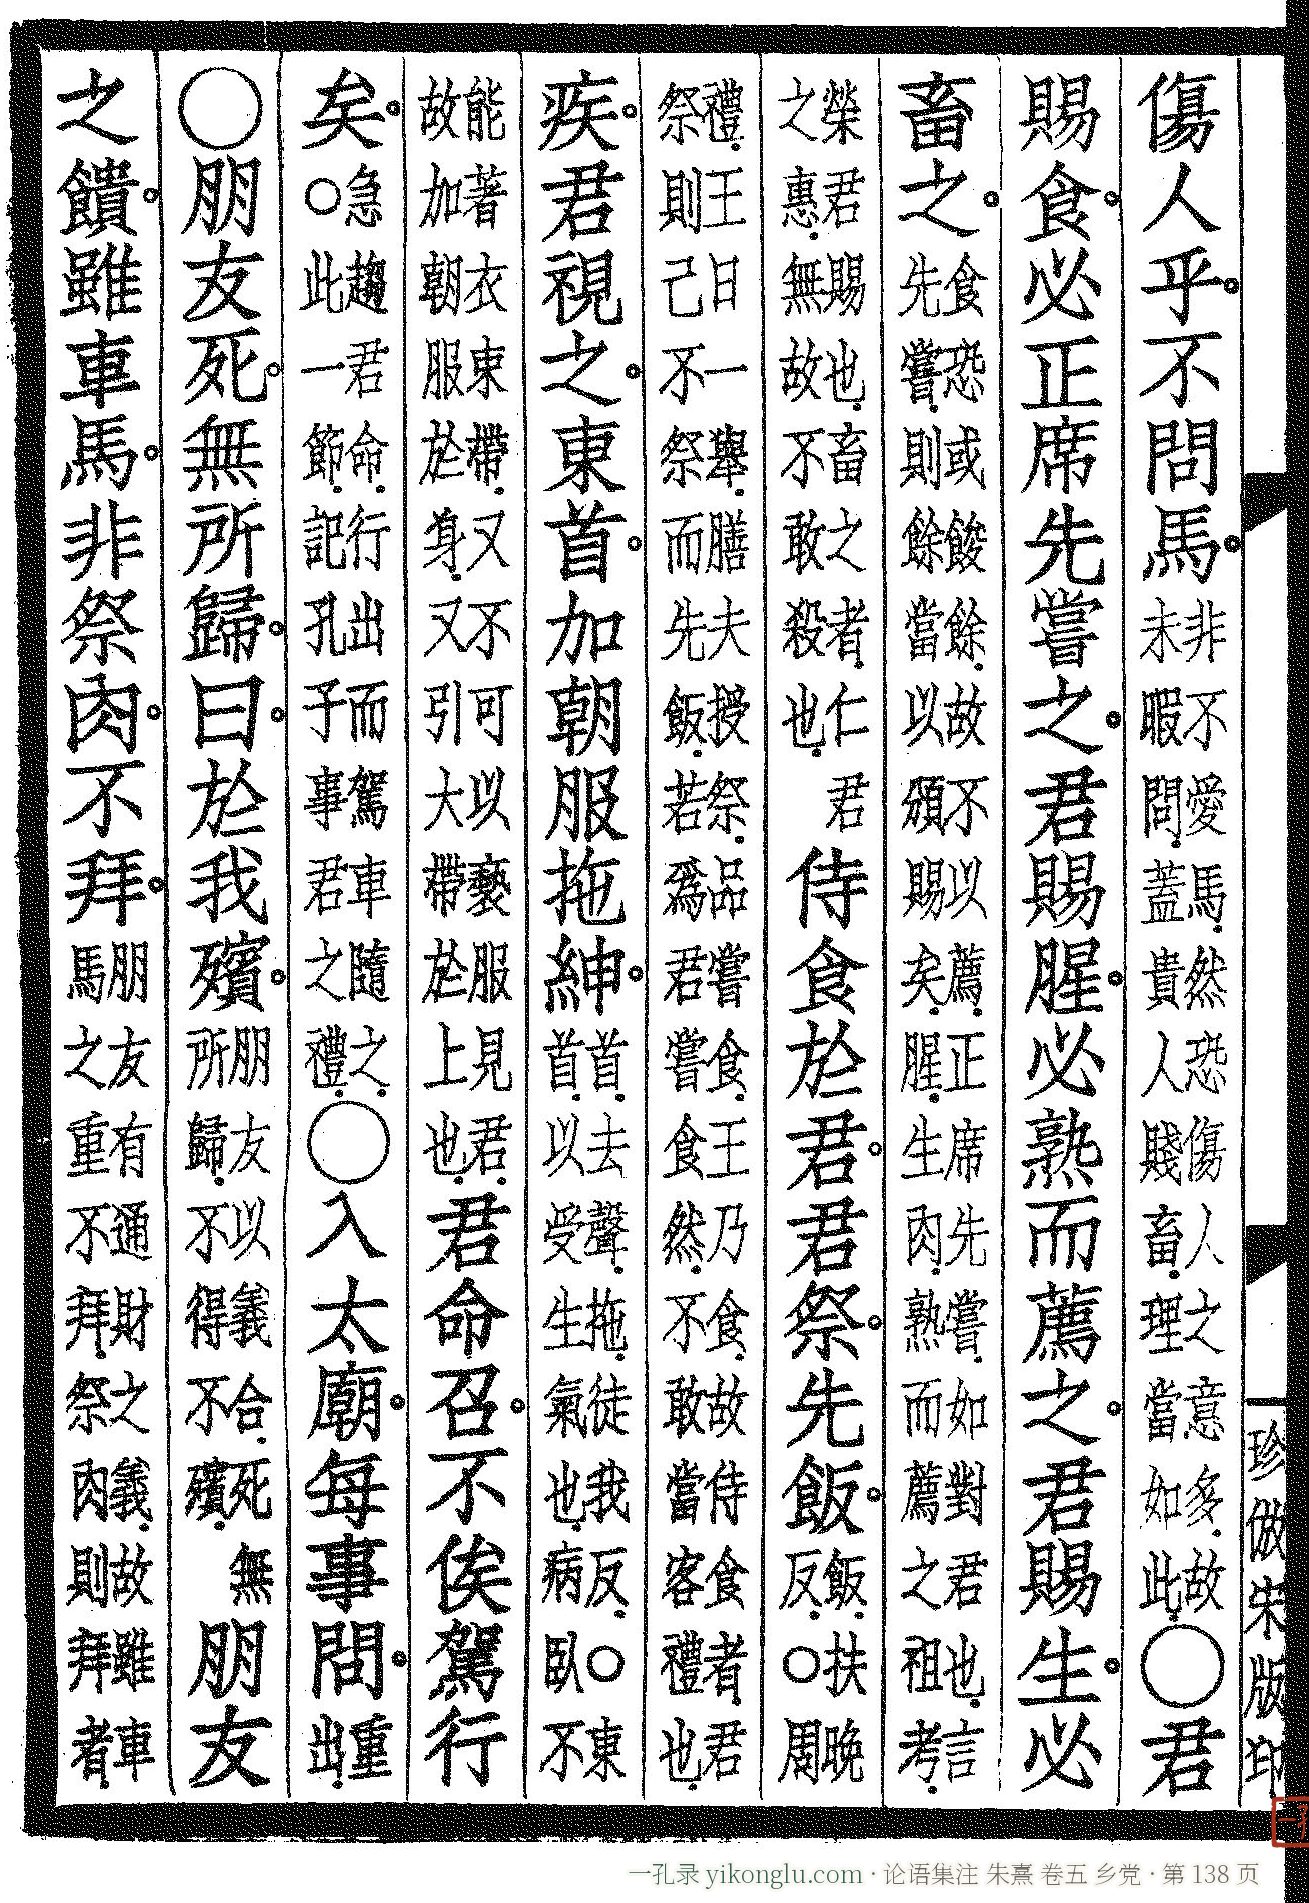 珍倣宋版印
傷人乎。不問馬。非不愛馬。然恐傷人之意多。故未暇問。蓋貴人賤畜。理當如此。○君
賜食。必正席先嘗之。君賜腥。必熟而薦之。君賜生。必
畜之。食恐或餕餘。故不以薦。正席先嘗。如對君也。言先嘗。則餘當以頒賜矣。腥。生肉。熟而薦之祖考。
榮君賜也。畜之者。仁君之惠。無故不敢殺也。侍食於君。君祭。先飯。飯。扶晚反。○周
禮。王日一舉。膳夫授祭。品嘗食。王乃食。故侍食者。君祭則己不祭而先飯。若爲君嘗食然。不敢當客禮也。
疾。君視之。東首。加朝服拖紳。首。去聲。拖。徒我反。○東首以受生氣也。病臥不
能著衣束帶。又不可以褻服見君。故加朝服於身。又引大帶於上也。君命召。不俟駕行
矣。急趨君命。行出而駕車隨之。○此一節。記孔子事君之禮。○入太廟。每事問。重出。
○朋友死。無所歸。曰。於我殯。朋友以義合。死無所歸。不得不殯。朋友
之饋。雖車馬。非祭肉。不拜。朋友有通財之義。故雖車馬之重不拜。祭肉則拜者。
一孔录 yikonglu.com · 论语集注 朱熹 卷五 乡党 · 第 138 页